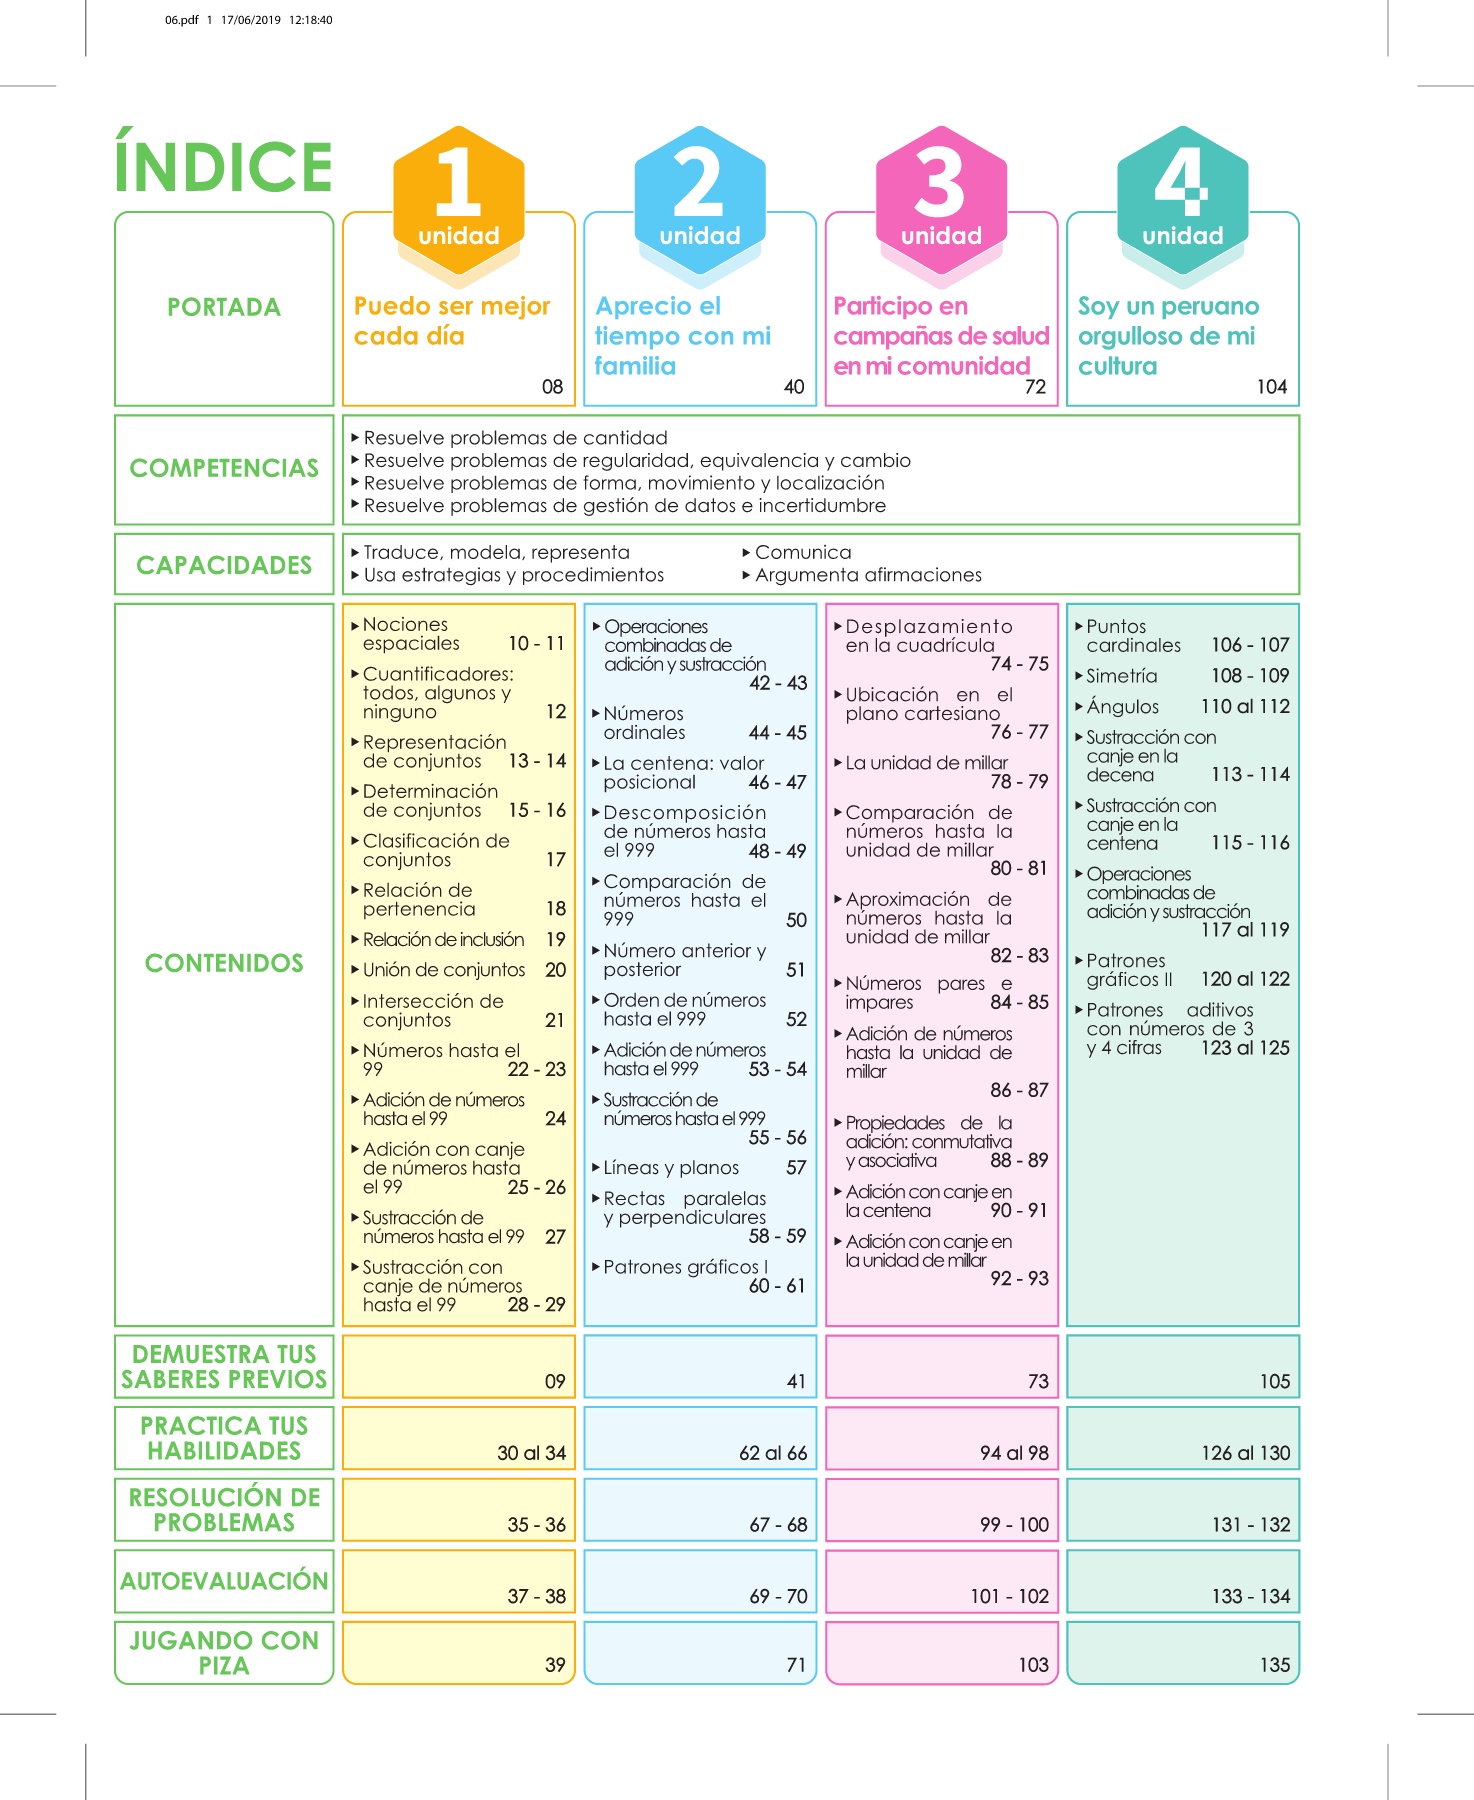 06.pdf 1 17/06/2019 12:18:40
ÍNDICE
1
unidad
2
unidad
3
unidad
4
unidad
PORTADA
Puedo ser mejor
cada día
08
Aprecio el
tiempo con mi
familia
40
Participo en
campañas de salud
en mi comunidad
72
Soy un peruano
orgulloso de mi
cultura
104
COMPETENCIAS
▸ Resuelve problemas de cantidad
▸ Resuelve problemas de regularidad, equivalencia y cambio
▸ Resuelve problemas de forma, movimiento y localización
▸ Resuelve problemas de gestión de datos e incertidumbre
CAPACIDADES
▸ Traduce, modela, representa
▸ Usa estrategias y procedimientos
▸ Comunica
▸ Argumenta afirmaciones
CONTENIDOS
▸ Nociones
espaciales 10 - 11
▸ Cuantificadores:
todos, algunos y
ninguno 12
▸ Representación
de conjuntos 13 - 14
▸ Determinación
de conjuntos 15 - 16
▸ Clasificación de
conjuntos 17
▸ Relación de
pertenencia 18
▸ Relación de inclusión 19
▸ Unión de conjuntos 20
▸ Intersección de
conjuntos 21
▸ Números hasta el
99 22 - 23
▸ Adición de números
hasta el 99 24
▸ Adición con canje
de números hasta
el 99 25 - 26
▸ Sustracción de
números hasta el 99 27
▸ Sustracción con
canje de números
hasta el 99 28 - 29
▸ Operaciones
combinadas de
adición y sustracción
42 - 43
▸ Números
ordinales 44 - 45
▸ La centena: valor
posicional 46 - 47
▸ Descomposición
de números hasta
el 999 48 - 49
▸ Comparación de
números hasta el
999 50
▸ Número anterior y
posterior 51
▸ Orden de números
hasta el 999 52
▸ Adición de números
hasta el 999 53 - 54
▸ Sustracción de
números hasta el 999
55 - 56
▸ Líneas y planos 57
▸ Rectas paralelas
y perpendiculares
58 - 59
▸ Patrones gráficos I
60 - 61
▸ Desplazamiento
en la cuadrícula
74 - 75
▸ Ubicación en el
plano cartesiano
76 - 77
▸ La unidad de millar
78 - 79
▸ Comparación de
números hasta la
unidad de millar
80 - 81
▸ Aproximación de
números hasta la
unidad de millar
82 - 83
▸ Números pares e
impares 84 - 85
▸ Adición de números
hasta la unidad de
millar
86 - 87
▸ Propiedades de la
adición: conmutativa
y asociativa 88 - 89
▸ Adición con canje en
la centena 90 - 91
▸ Adición con canje en
la unidad de millar
92 - 93
▸ Puntos
cardinales 106 - 107
▸ Simetría 108 - 109
▸ Ángulos 110 al 112
▸ Sustracción con
canje en la
decena 113 - 114
▸ Sustracción con
canje en la
centena 115 - 116
▸ Operaciones
combinadas de
adición y sustracción
117 al 119
▸ Patrones
gráficos II 120 al 122
▸ Patrones aditivos
con números de 3
y 4 cifras 123 al 125
DEMUESTRA TUS
SABERES PREVIOS
09
41
73
105
PRACTICA TUS
HABILIDADES
30 al 34
62 al 66
94 al 98
126 al 130
RESOLUCIÓN DE
PROBLEMAS
35 - 36
67 - 68
99 - 100
131 - 132
AUTOEVALUACIÓN
37 - 38
69 - 70
101 - 102
133 - 134
JUGANDO CON
PIZA
39
71
103
135